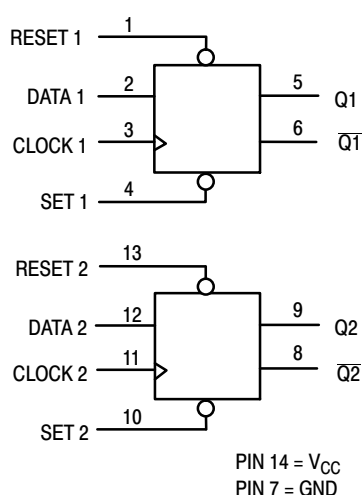 RESET 1 1
DATA 1 2 5 Q1
CLOCK 1 3 6 Q1
SET 1 4
RESET 2 13
DATA 2 12 9 Q2
CLOCK 2 11 8 Q2
SET 2 10
PIN 14 = VCC
PIN 7 = GND